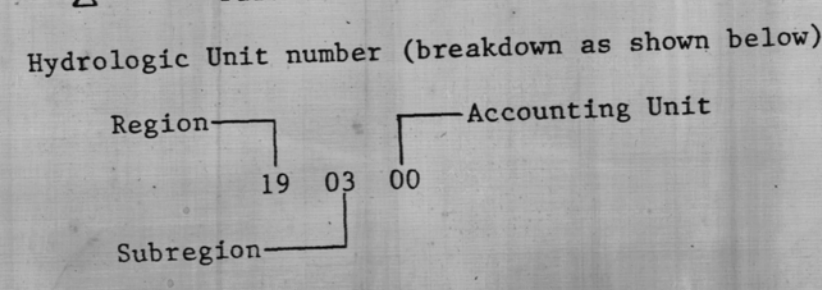 Hydrologic Unit number (breakdown as shown below)
Region
Accounting Unit
19 03 00
Subregion